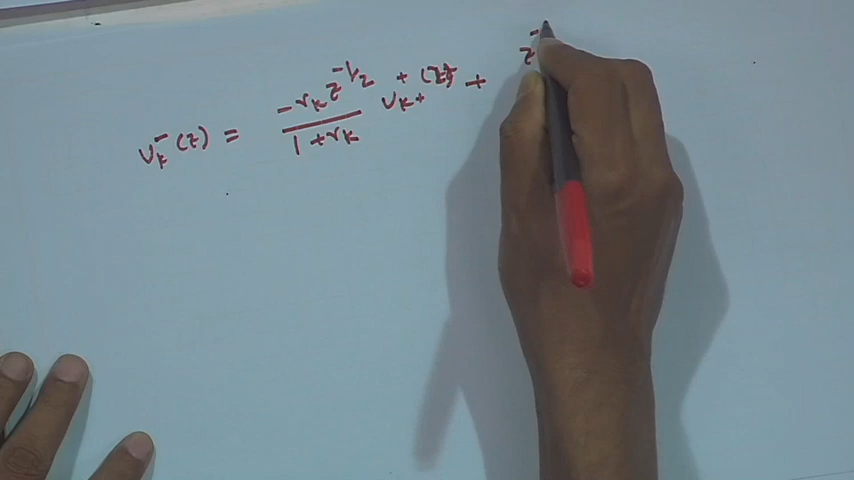 v_k^-(z) = \frac{-r_k z^{-1/2}}{1+r_k} v_k^+(z) + z^-